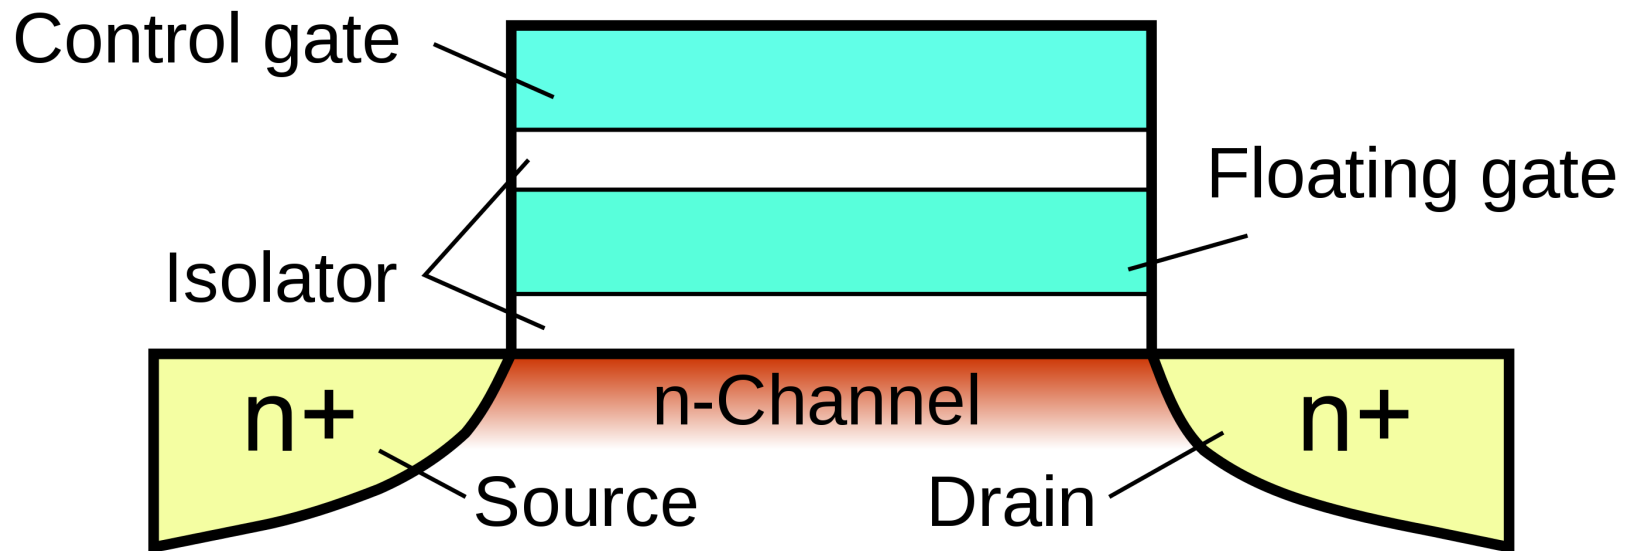 Control gate
Floating gate
Isolator
n-Channel
n+
n+
Source
Drain